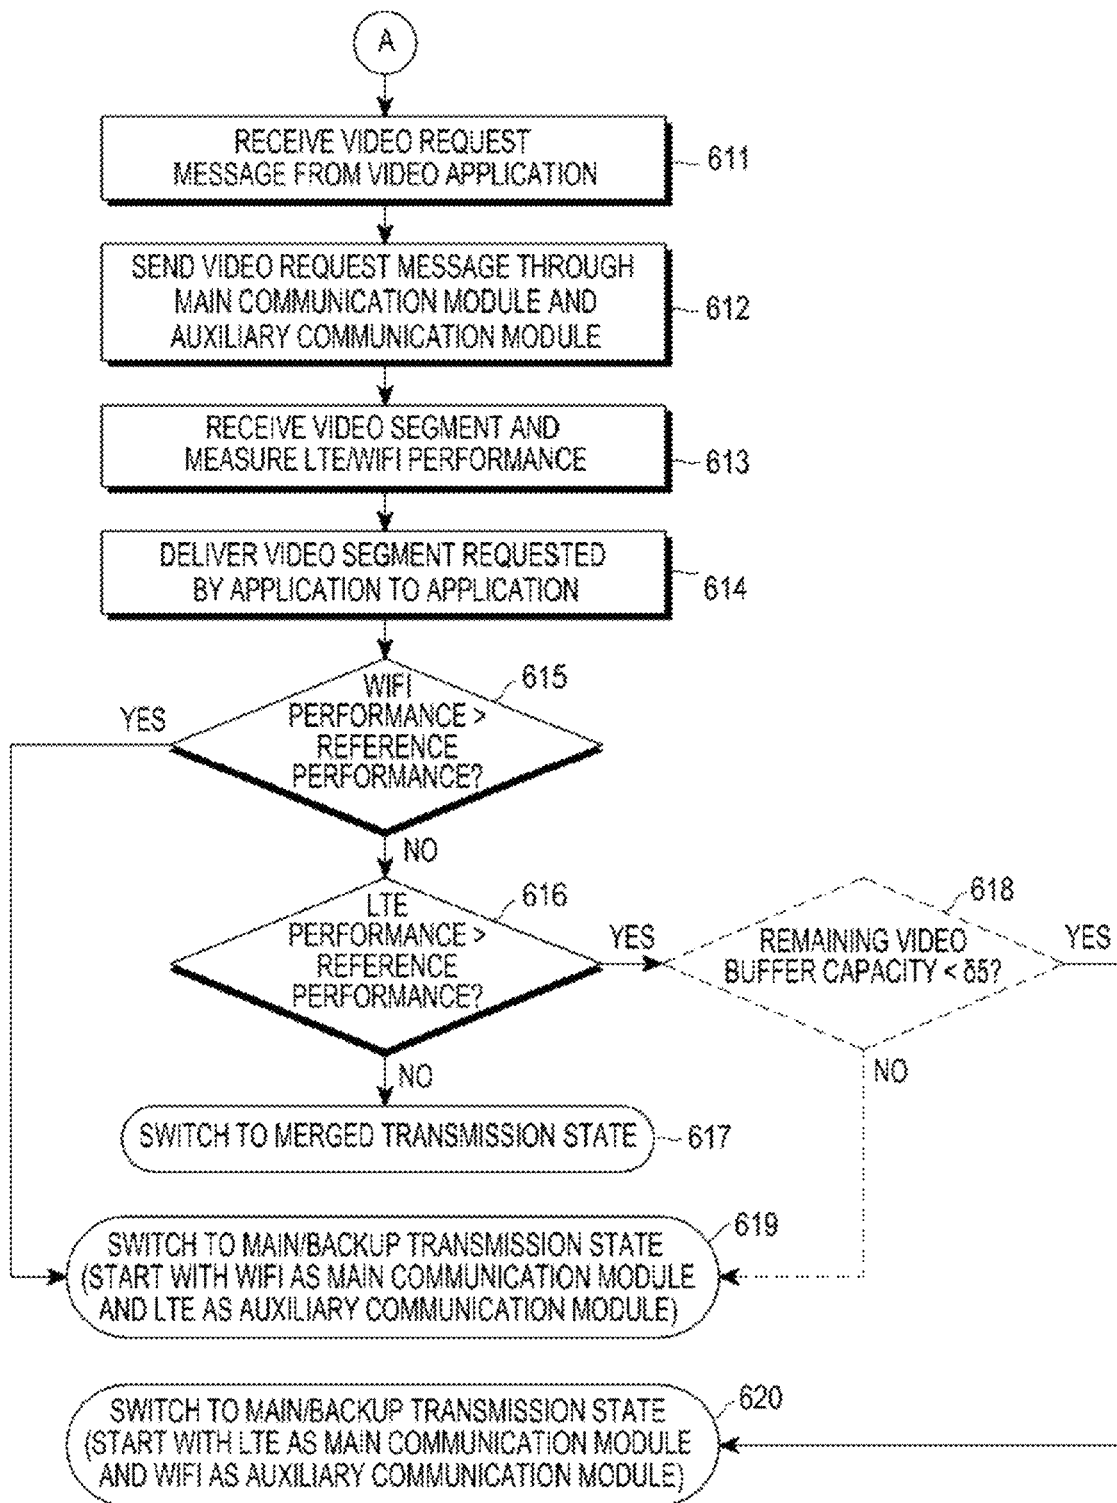 A
RECEIVE VIDEO REQUEST
MESSAGE FROM VIDEO APPLICATION
611
SEND VIDEO REQUEST MESSAGE THROUGH
MAIN COMMUNICATION MODULE AND
AUXILIARY COMMUNICATION MODULE
612
RECEIVE VIDEO SEGMENT AND
MEASURE LTE/WIFI PERFORMANCE
613
DELIVER VIDEO SEGMENT REQUESTED
BY APPLICATION TO APPLICATION
614
WIFI
PERFORMANCE >
REFERENCE
PERFORMANCE?
615
YES
NO
LTE
PERFORMANCE >
REFERENCE
PERFORMANCE?
616
YES
NO
REMAINING VIDEO
BUFFER CAPACITY < δ5?
618
YES
NO
SWITCH TO MERGED TRANSMISSION STATE
617
SWITCH TO MAIN/BACKUP TRANSMISSION STATE
(START WITH WIFI AS MAIN COMMUNICATION MODULE
AND LTE AS AUXILIARY COMMUNICATION MODULE)
619
SWITCH TO MAIN/BACKUP TRANSMISSION STATE
(START WITH LTE AS MAIN COMMUNICATION MODULE
AND WIFI AS AUXILIARY COMMUNICATION MODULE)
620